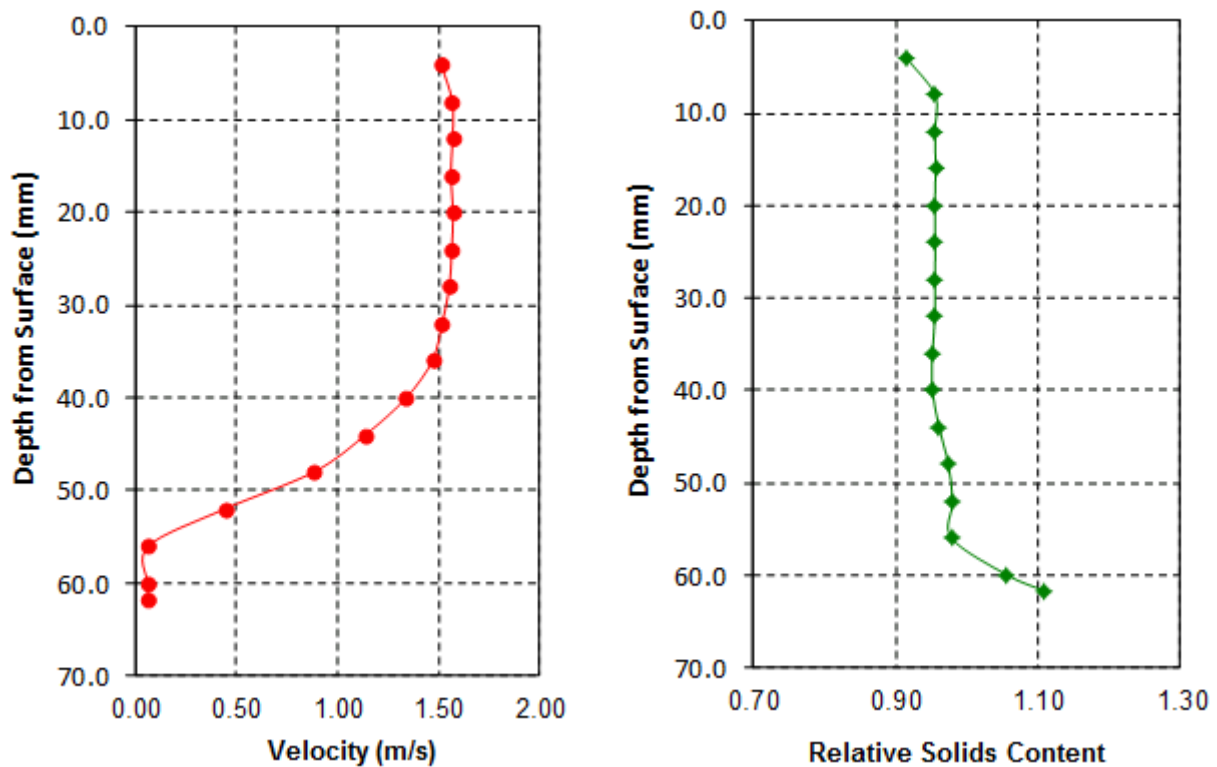 Depth from Surface (mm)
0.0
10.0
20.0
30.0
40.0
50.0
60.0
70.0
0.00 0.50 1.00 1.50 2.00
Velocity (m/s)
Depth from Surface (mm)
0.0
10.0
20.0
30.0
40.0
50.0
60.0
70.0
0.70 0.90 1.10 1.30
Relative Solids Content